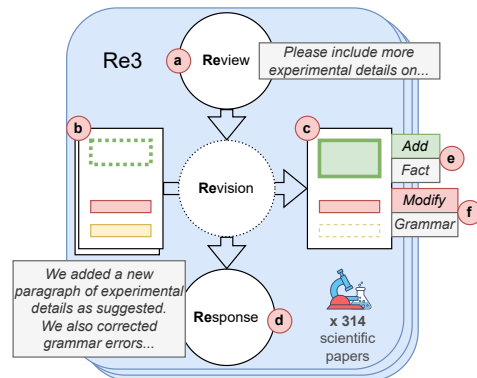 Re3
a
Review
Please include more
experimental details on...
b
c
Add
Fact
e
Revision
Modify
Grammar
f
We added a new
paragraph of experimental
details as suggested.
We also corrected
grammar errors...
Response
d
x 314
scientific
papers